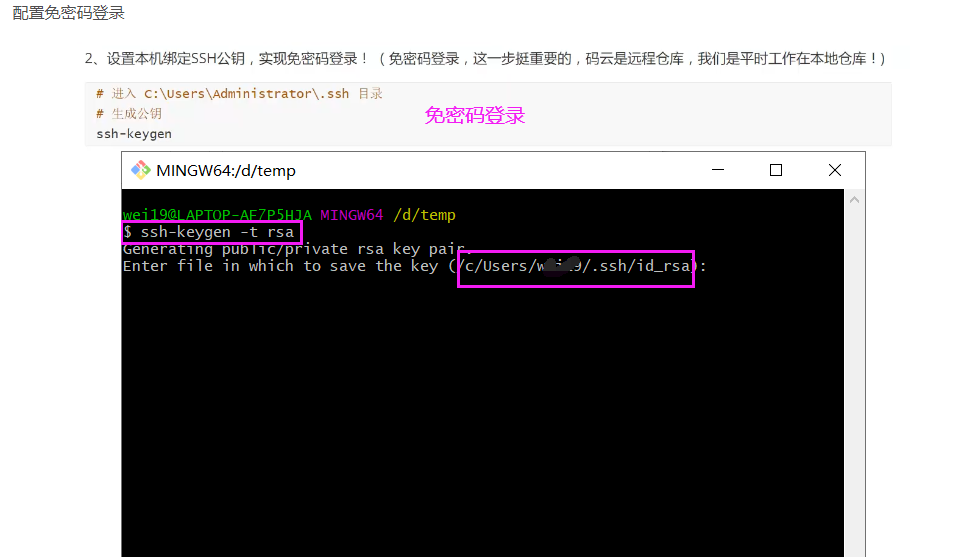 配置免密码登录
2、设置本机绑定SSH公钥，实现免密码登录！（ 免密码登录，这一步挺重要的，码云是远程仓库，我们是平时工作在本地仓库！）
# 进入 C:\Users\Administrator\.ssh 目录
# 生成公钥
ssh-keygen
免密码登录
MINGW64:/d/temp
wei19@LAPTOP-AF7P5HJA MINGW64 /d/temp
$ ssh-keygen -t rsa
Generating public/private rsa key pair.
Enter file in which to save the key (/c/Users/ /.ssh/id_rsa):